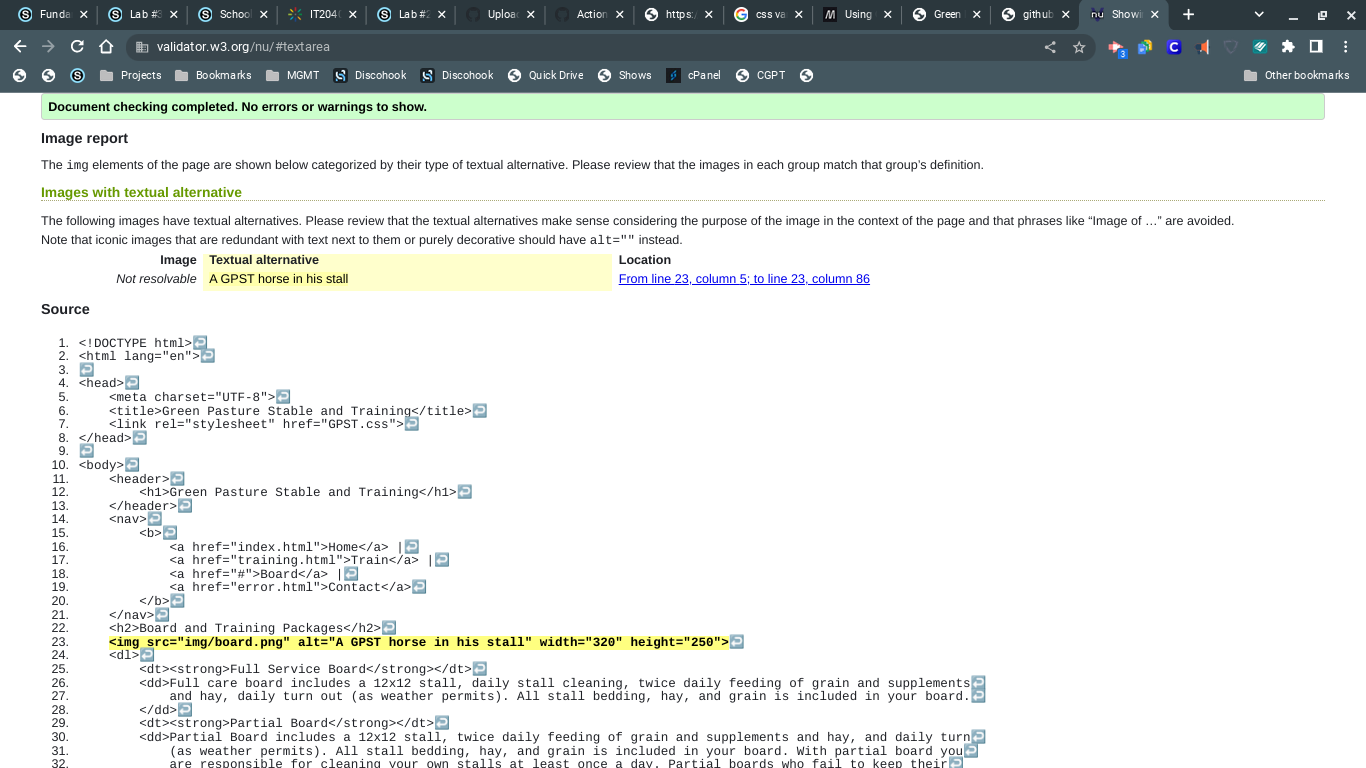 Funda
Lab #3
School
IT204
Lab #2
Uploa
Action
https:/
css va
Using
Green
github
Showi
validator.w3.org/nu/#textarea
3
Projects
Bookmarks
MGMT
Discohook
Discohook
Quick Drive
Shows
cPanel
CGPT
Other bookmarks
Document checking completed. No errors or warnings to show.
Image report
The img elements of the page are shown below categorized by their type of textual alternative. Please review that the images in each group match that group’s definition.
Images with textual alternative
The following images have textual alternatives. Please review that the textual alternatives make sense considering the purpose of the image in the context of the page and that phrases like “Image of …” are avoided.
Note that iconic images that are redundant with text next to them or purely decorative should have alt="" instead.
Image Textual alternative Location
Not resolvable A GPST horse in his stall From line 23, column 5; to line 23, column 86
Source
1. <!DOCTYPE html>↩
2. <html lang="en">↩
3. ↩
4. <head>↩
5. <meta charset="UTF-8">↩
6. <title>Green Pasture Stable and Training</title>↩
7. <link rel="stylesheet" href="GPST.css">↩
8. </head>↩
9. ↩
10. <body>↩
11. <header>↩
12. <h1>Green Pasture Stable and Training</h1>↩
13. </header>↩
14. <nav>↩
15. <b>↩
16. <a href="index.html">Home</a> |↩
17. <a href="training.html">Train</a> |↩
18. <a href="#">Board</a> |↩
19. <a href="error.html">Contact</a>↩
20. </b>↩
21. </nav>↩
22. <h2>Board and Training Packages</h2>↩
23. <img src="img/board.png" alt="A GPST horse in his stall" width="320" height="250">↩
24. <dl>↩
25. <dt><strong>Full Service Board</strong></dt>↩
26. <dd>Full care board includes a 12x12 stall, daily stall cleaning, twice daily feeding of grain and supplements↩
27. and hay, daily turn out (as weather permits). All stall bedding, hay, and grain is included in your board.↩
28. </dd>↩
29. <dt><strong>Partial Board</strong></dt>↩
30. <dd>Partial Board includes a 12x12 stall, twice daily feeding of grain and supplements and hay, and daily turn↩
31. (as weather permits). All stall bedding, hay, and grain is included in your board. With partial board you↩
32. are responsible for cleaning your own stalls at least once a day. Partial boards who fail to keep their↩